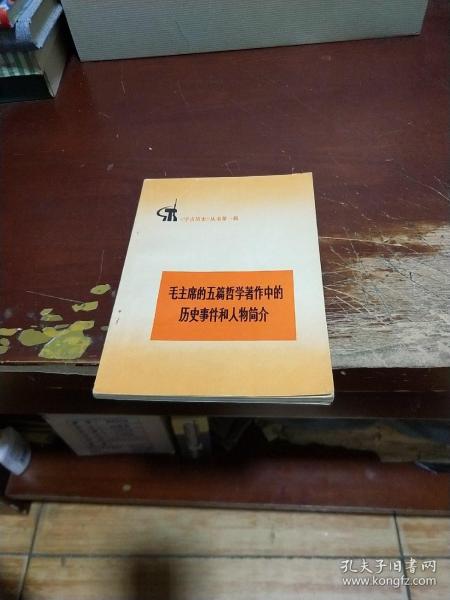 《学点历史》丛书第一辑
毛主席的五篇哲学著作中的
历史事件和人物简介
孔夫子旧书网
www.kongfz.com